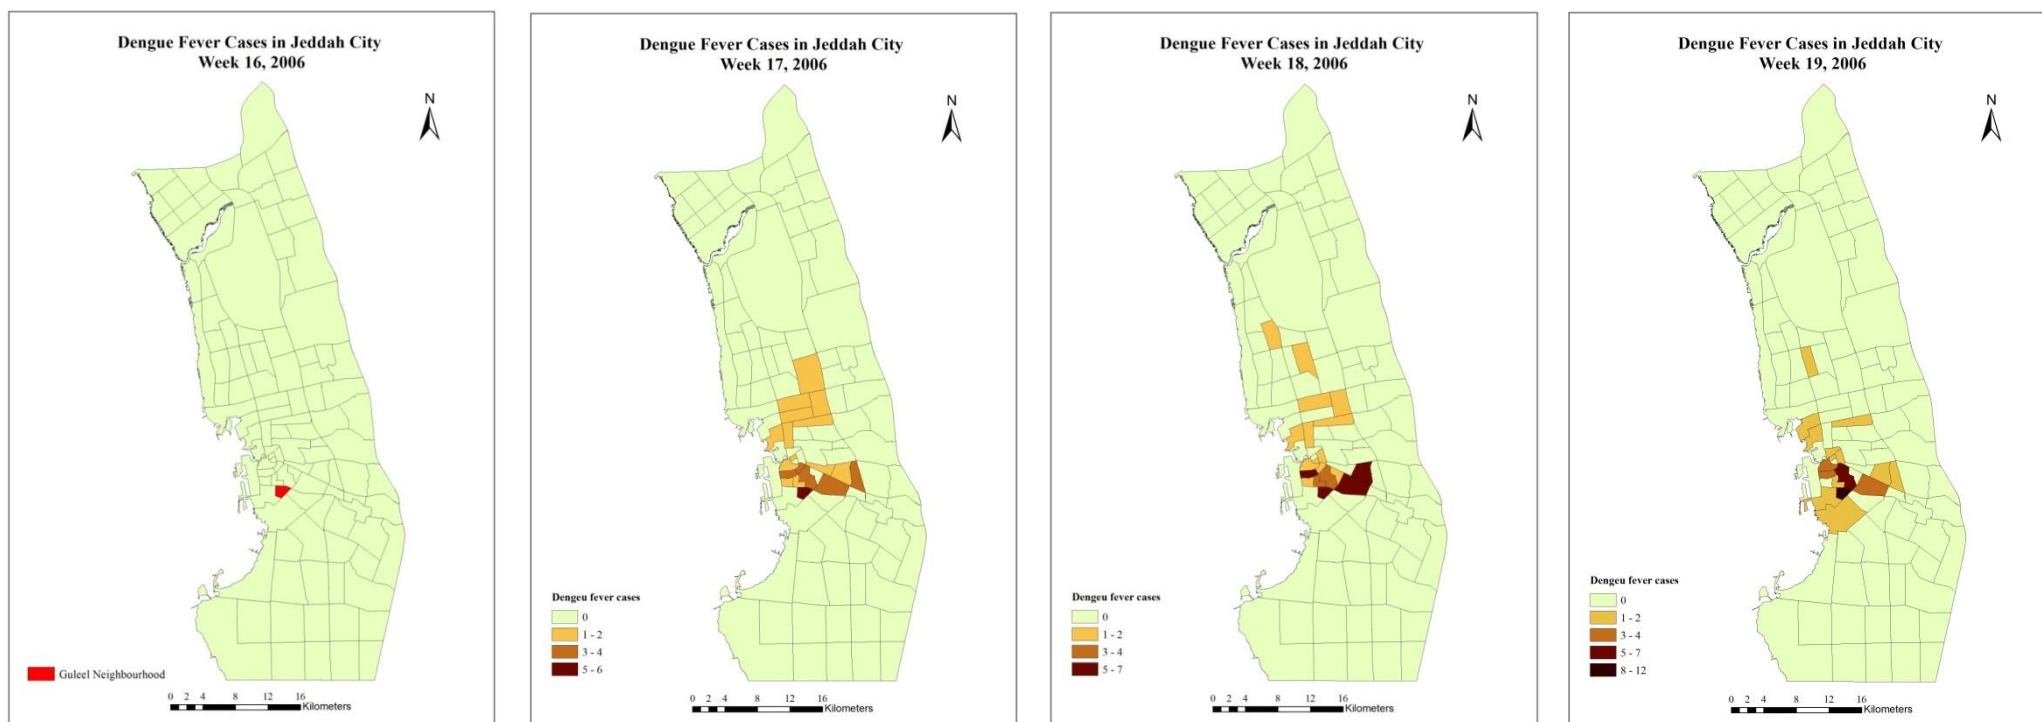 Dengue Fever Cases in Jeddah City
Week 16, 2006
N
Guleel Neighbourhood
0 2 4 8 12 16
Kilometers
Dengue Fever Cases in Jeddah City
Week 17, 2006
N
Dengeu fever cases
0
1 - 2
3 - 4
5 - 6
0 2 4 8 12 16
Kilometers
Dengue Fever Cases in Jeddah City
Week 18, 2006
N
Dengeu fever cases
0
1 - 2
3 - 4
5 - 7
0 2 4 8 12 16
Kilometers
Dengue Fever Cases in Jeddah City
Week 19, 2006
N
Dengeu fever cases
0
1 - 2
3 - 4
5 - 7
8 - 12
0 2 4 8 12 16
Kilometers